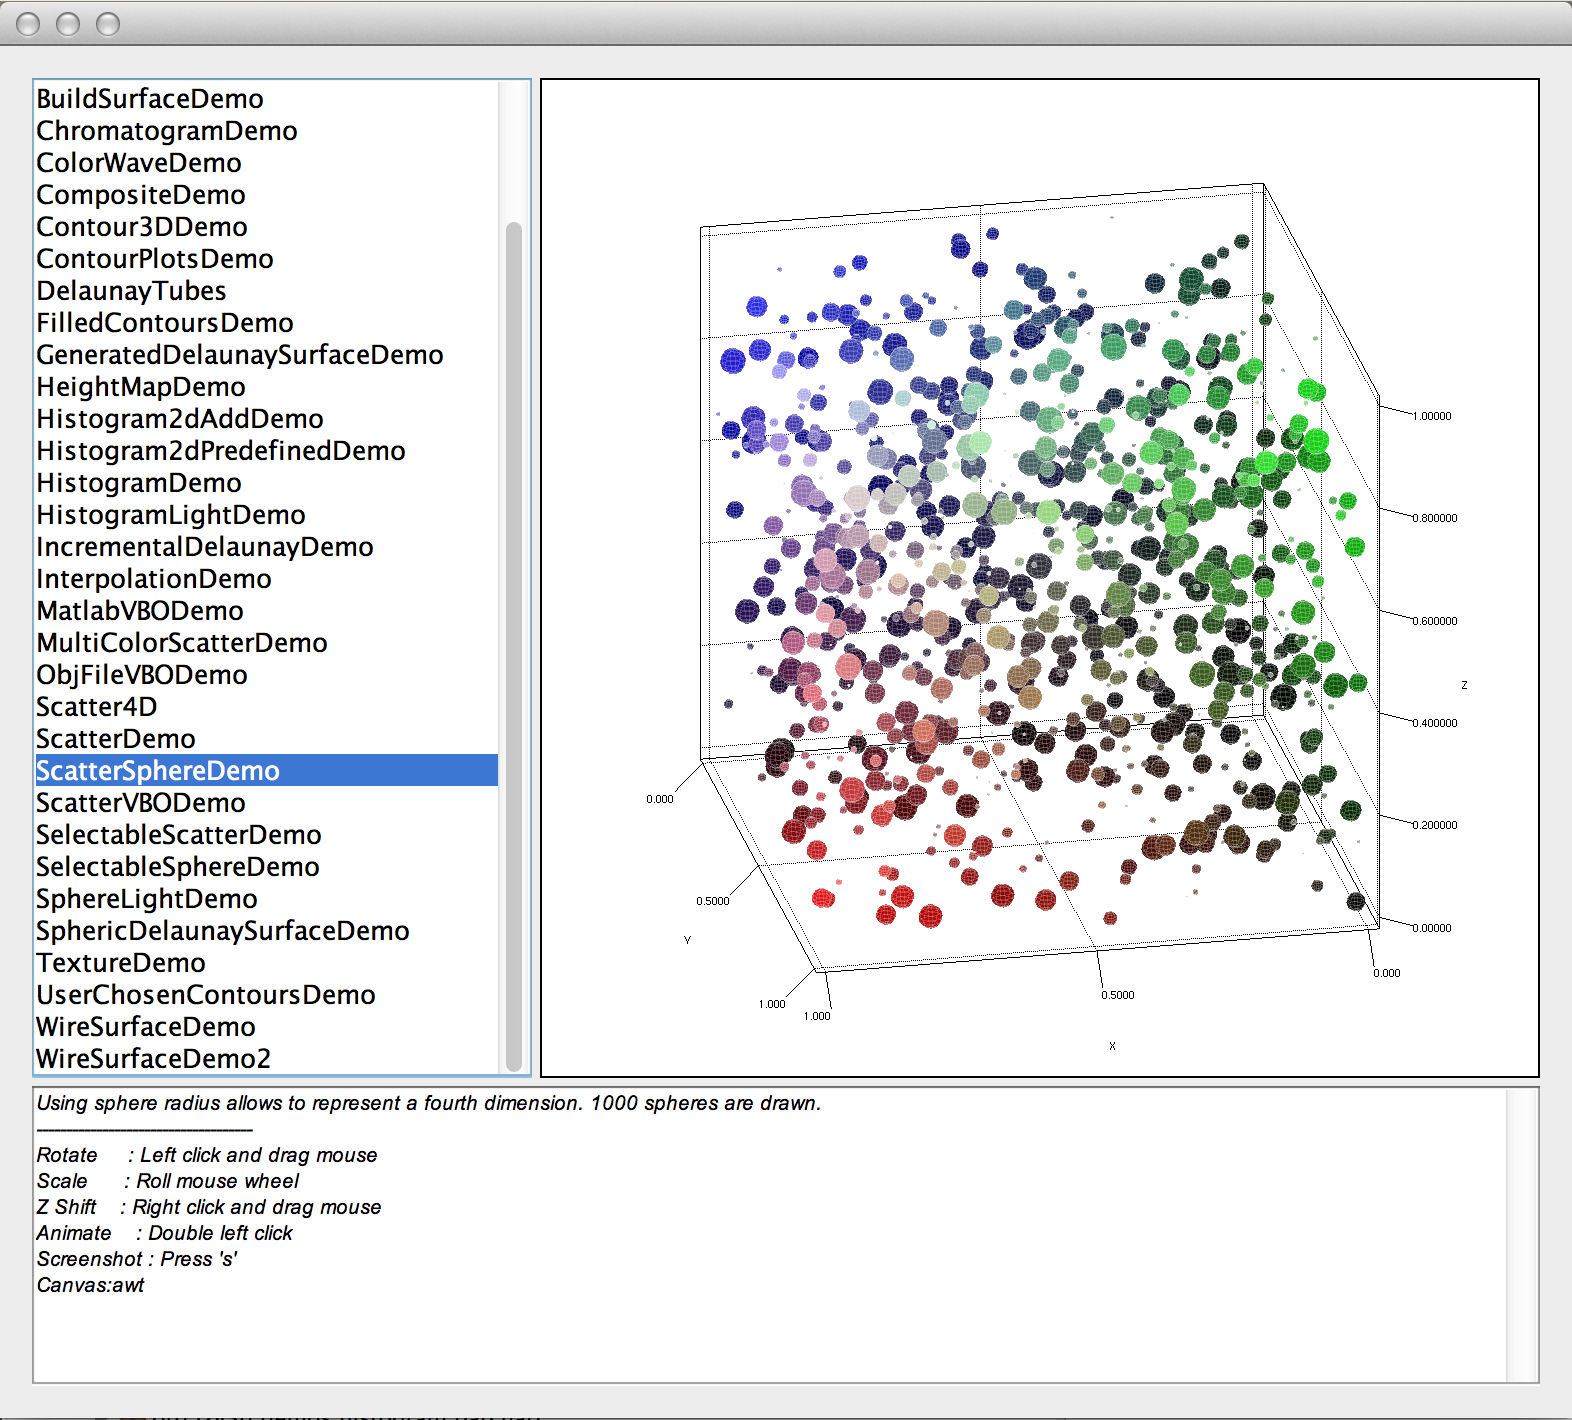 BuildSurfaceDemo
ChromatogramDemo
ColorWaveDemo
CompositeDemo
Contour3DDemo
ContourPlotsDemo
DelaunayTubes
FilledContoursDemo
GeneratedDelaunaySurfaceDemo
HeightMapDemo
Histogram2dAddDemo
Histogram2dPredefinedDemo
HistogramDemo
HistogramLightDemo
IncrementalDelaunayDemo
InterpolationDemo
MatlabVBODemo
MultiColorScatterDemo
ObjFileVBODemo
Scatter4D
ScatterDemo
ScatterSphereDemo
ScatterVBODemo
SelectableScatterDemo
SelectableSphereDemo
SphereLightDemo
SphericDelaunaySurfaceDemo
TextureDemo
UserChosenContoursDemo
WireSurfaceDemo
WireSurfaceDemo2
1.00000
0.800000
0.600000
Z
0.400000
0.200000
0.00000
0.000
0.5000
Y
1.000
1.000
0.5000
0.000
X
Using sphere radius allows to represent a fourth dimension. 1000 spheres are drawn.
------------------------------------
Rotate : Left click and drag mouse
Scale : Roll mouse wheel
Z Shift : Right click and drag mouse
Animate : Double left click
Screenshot : Press 's'
Canvas:awt